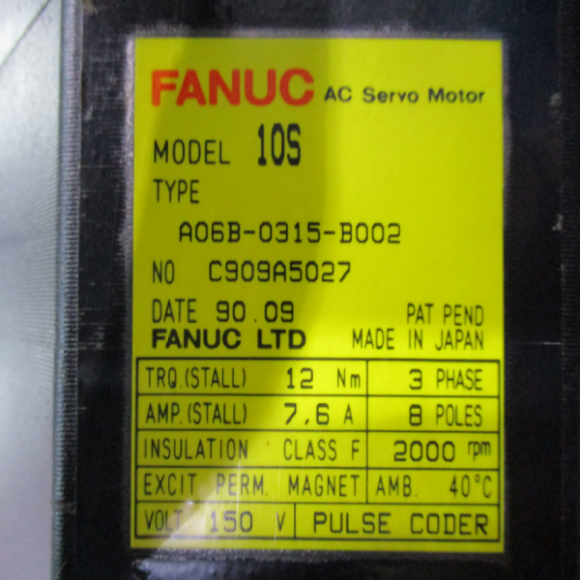 FANUC AC Servo Motor
MODEL 10S
TYPE
A06B-0315-B002
NO C909A5027
DATE 90.09 PAT PEND
FANUC LTD MADE IN JAPAN
TRQ.(STALL) 12 Nm 3 PHASE
AMP.(STALL) 7.6 A 8 POLES
INSULATION CLASS F 2000 rpm
EXCIT PERM. MAGNET AMB. 40°C
VOLT 150 V PULSE CODER